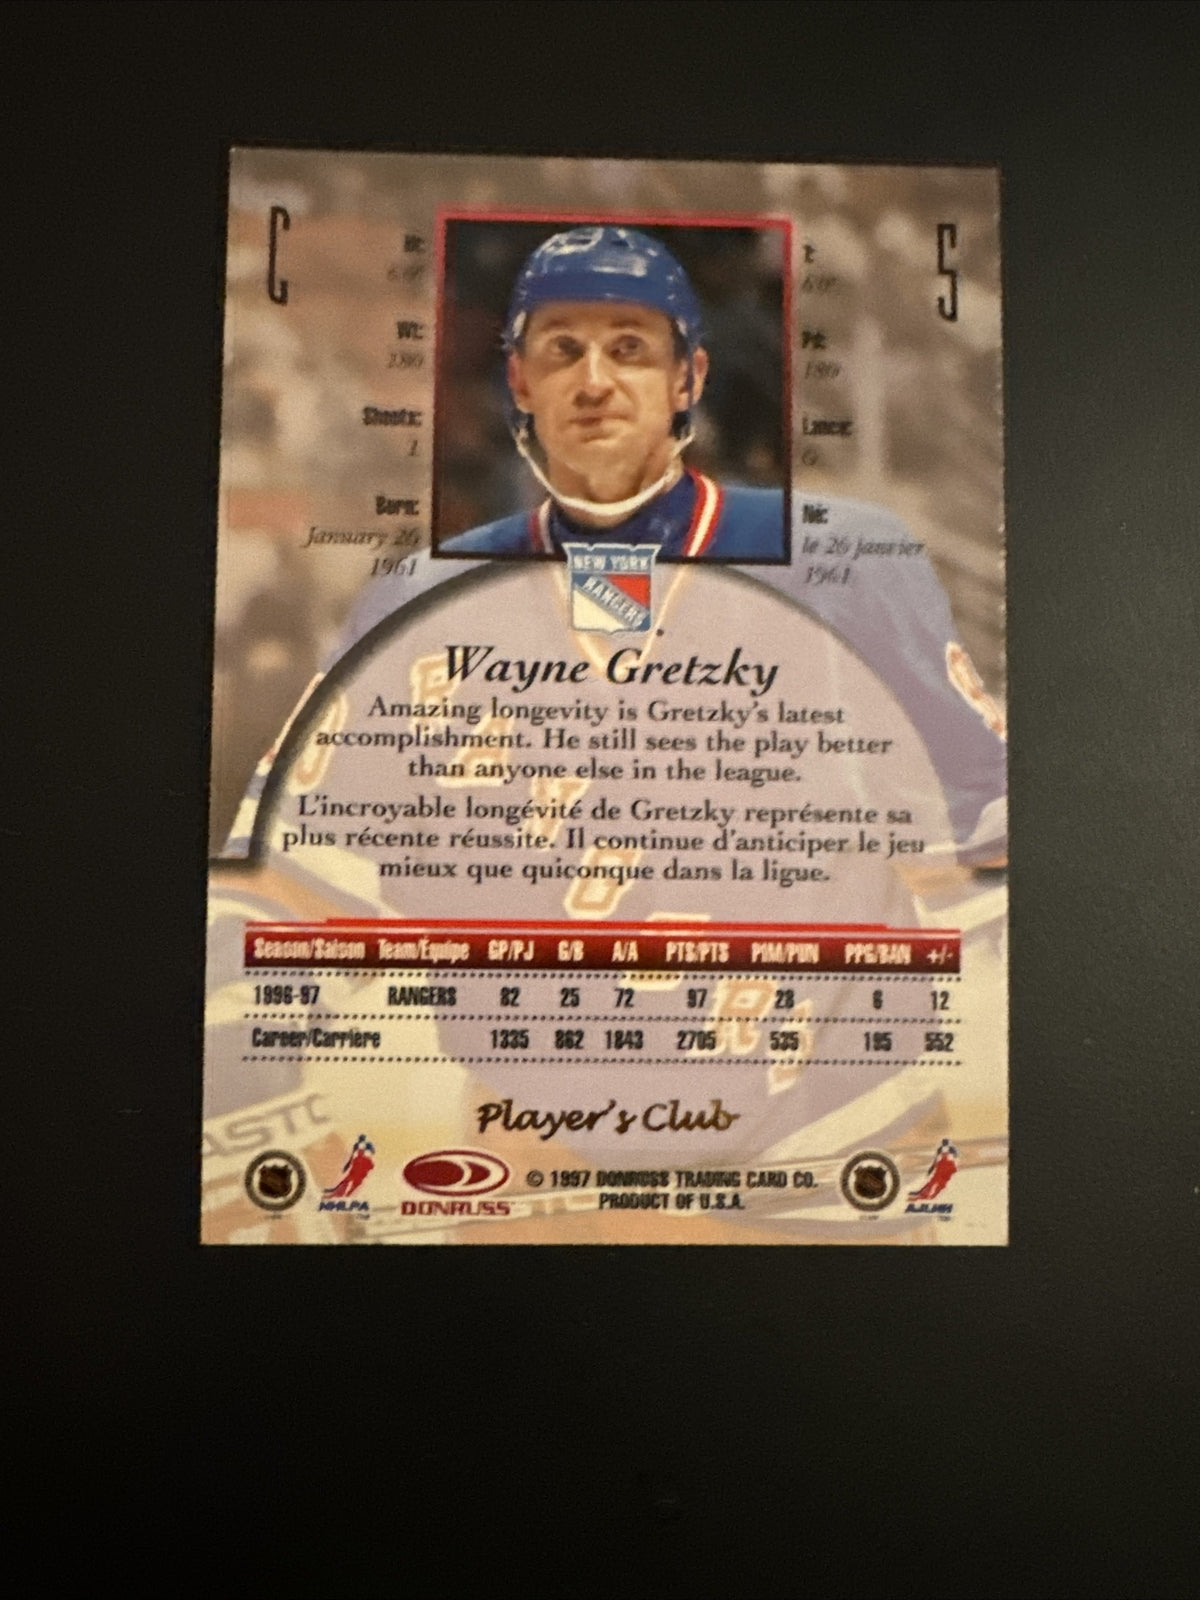 C
5
Ht:
6'0"
Wt:
180
Shoots:
Born:
January 26
1961
T:
6'0"
Pd:
180
Lance:
Né:
le 26 janvier
1961
NEW YORK
RANGERS
Wayne Gretzky
Amazing longevity is Gretzky's latest
accomplishment. He still sees the play better
than anyone else in the league.
L'incroyable longévité de Gretzky représente sa
plus récente réussite. Il continue d'anticiper le jeu
mieux que quiconque dans la ligue.
Season/Saison Team/Équipe GP/PJ G/B A/A PTS/PTS PIM/PUN PPG/BAN +/-
1996-97 RANGERS 82 25 72 97 28 6 12
Career/Carrière 1335 862 1843 2705 535 195 552
Player's Club
NHLPA
DONRUSS
© 1997 DONRUSS TRADING CARD CO.
PRODUCT OF U.S.A.
AJLNH